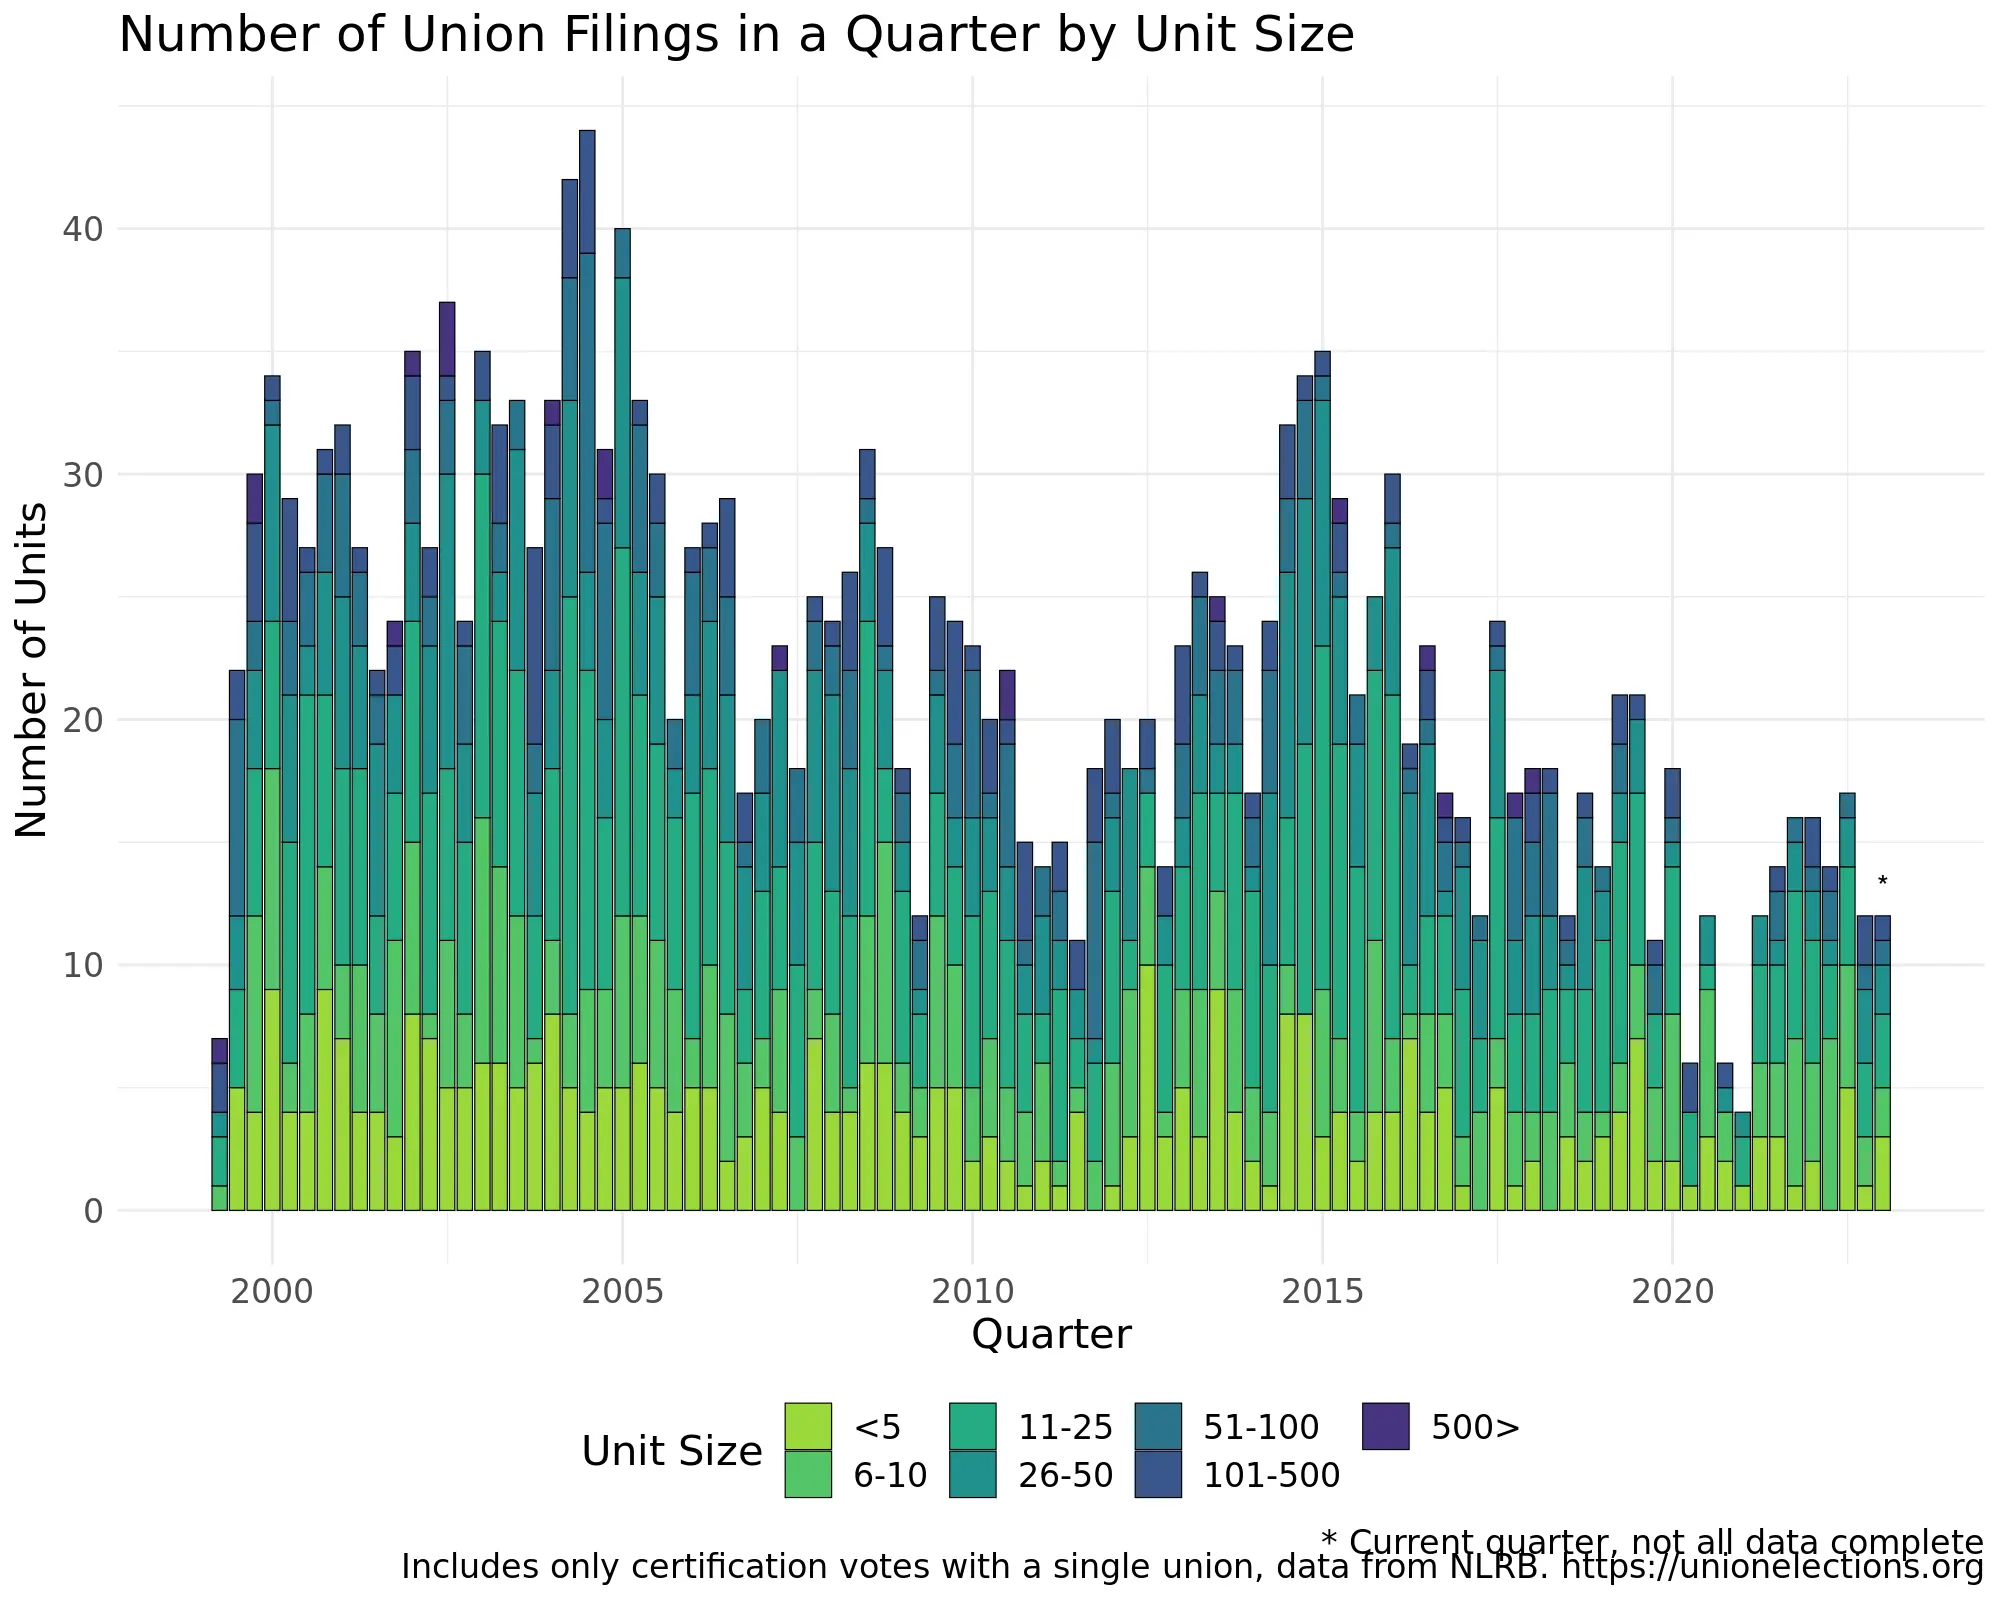 Number of Union Filings in a Quarter by Unit Size
Number of Units
40
30
20
10
0
*
2000 2005 2010 2015 2020
Quarter
Unit Size
<5 11-25 51-100 500>
6-10 26-50 101-500
* Current quarter, not all data complete
Includes only certification votes with a single union, data from NLRB. https://unionelections.org